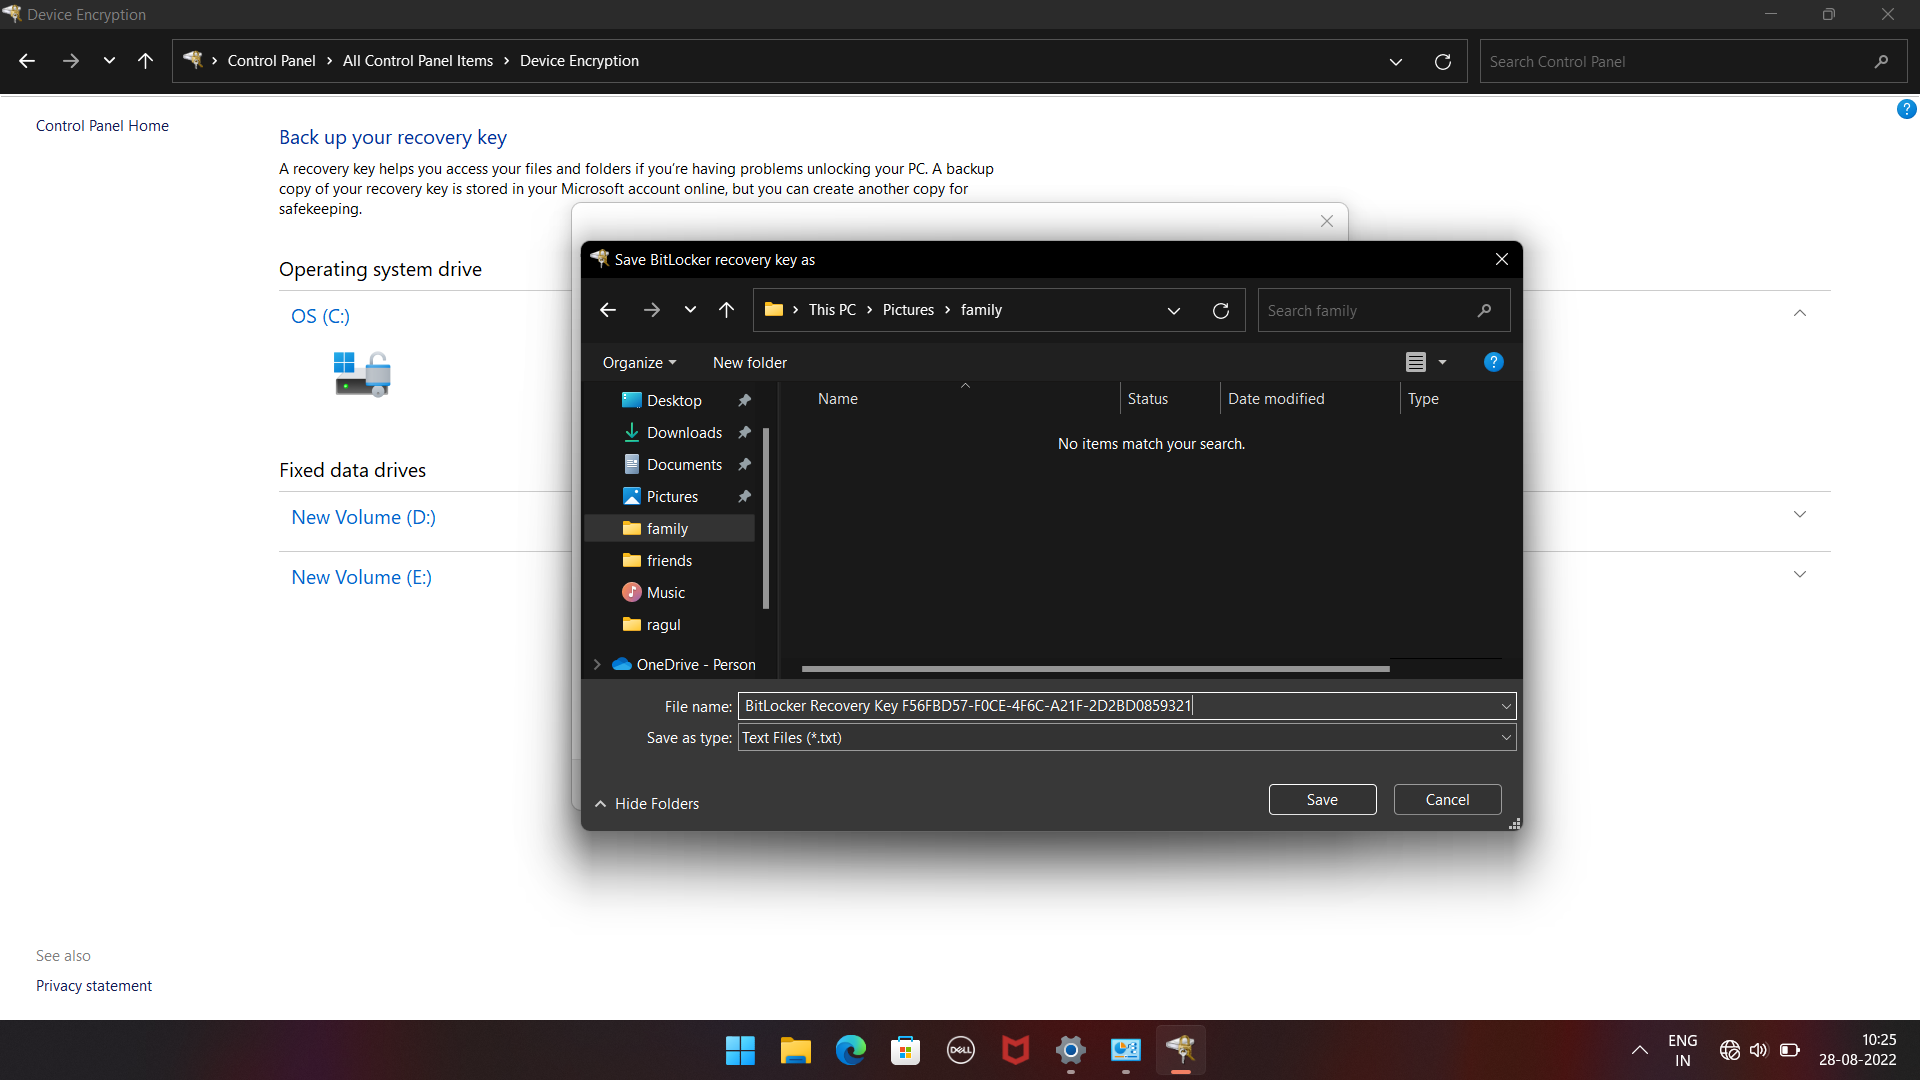 Device Encryption
Control Panel > All Control Panel Items > Device Encryption
Search Control Panel
Control Panel Home
Back up your recovery key
A recovery key helps you access your files and folders if you're having problems unlocking your PC. A backup
copy of your recovery key is stored in your Microsoft account online, but you can create another copy for
safekeeping.
Operating system drive
OS (C:)
Fixed data drives
New Volume (D:)
New Volume (E:)
See also
Privacy statement
Save BitLocker recovery key as
This PC > Pictures > family
Search family
Organize
New folder
?
Desktop
Downloads
Documents
Pictures
family
friends
Music
ragul
OneDrive - Person
Name
Status
Date modified
Type
No items match your search.
File name: BitLocker Recovery Key F56FBD57-F0CE-4F6C-A21F-2D2BD0859321
Save as type: Text Files (*.txt)
Hide Folders
Save
Cancel
?
DELL
ENG
IN
10:25
28-08-2022